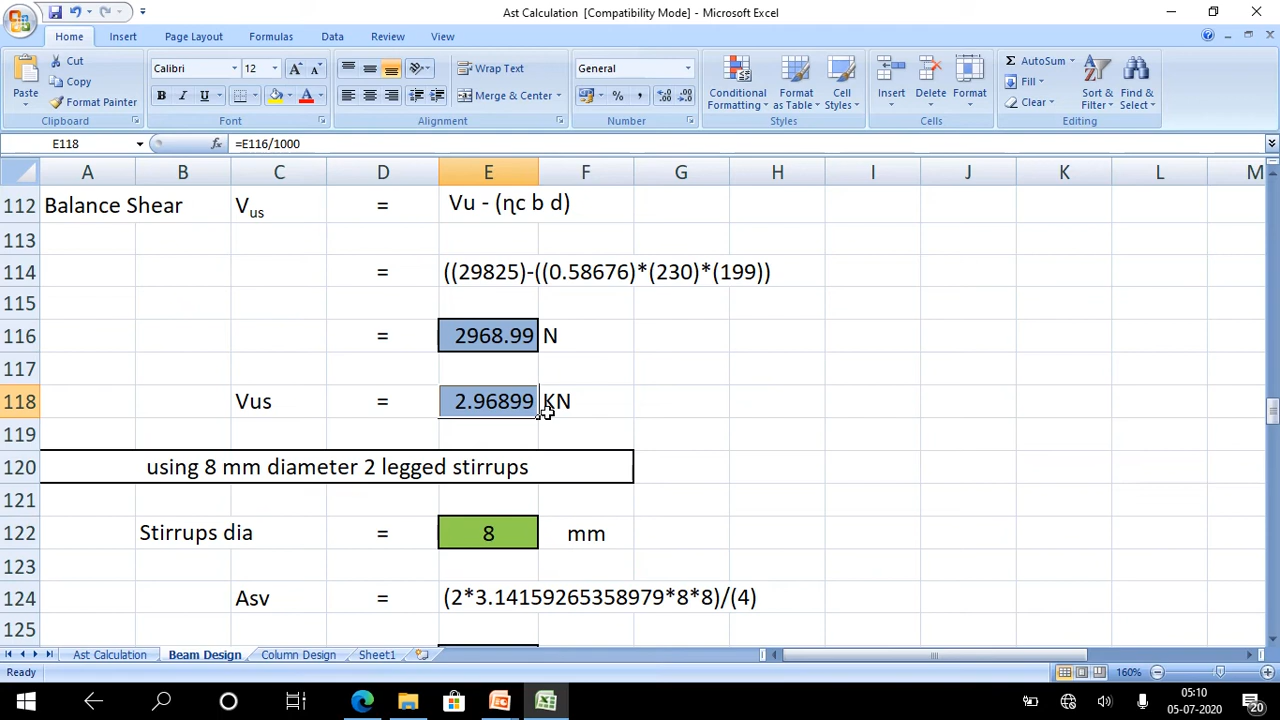 Ast Calculation [Compatibility Mode] - Microsoft Excel
Home Insert Page Layout Formulas Data Review View
Paste Cut Copy Format Painter
Calibri 12
B I U
Wrap Text
Merge & Center
General
Conditional Formatting Format as Table Cell Styles
Insert Delete Format
AutoSum Fill Clear
Sort & Filter Find & Select
Clipboard Font Alignment Number Styles Cells Editing
E118 fx =E116/1000
A B C D E F G H I J K L M
112 Balance Shear Vus = Vu - (ɳc b d)
113
114 = ((29825)-((0.58676)*(230)*(199))
115
116 = 2968.99 N
117
118 Vus = 2.96899 KN
119
120 using 8 mm diameter 2 legged stirrups
121
122 Stirrups dia = 8 mm
123
124 Asv = (2*3.14159265358979*8*8)/(4)
125
Ast Calculation Beam Design Column Design Sheet1
Ready 160%
05:10
05-07-2020
20